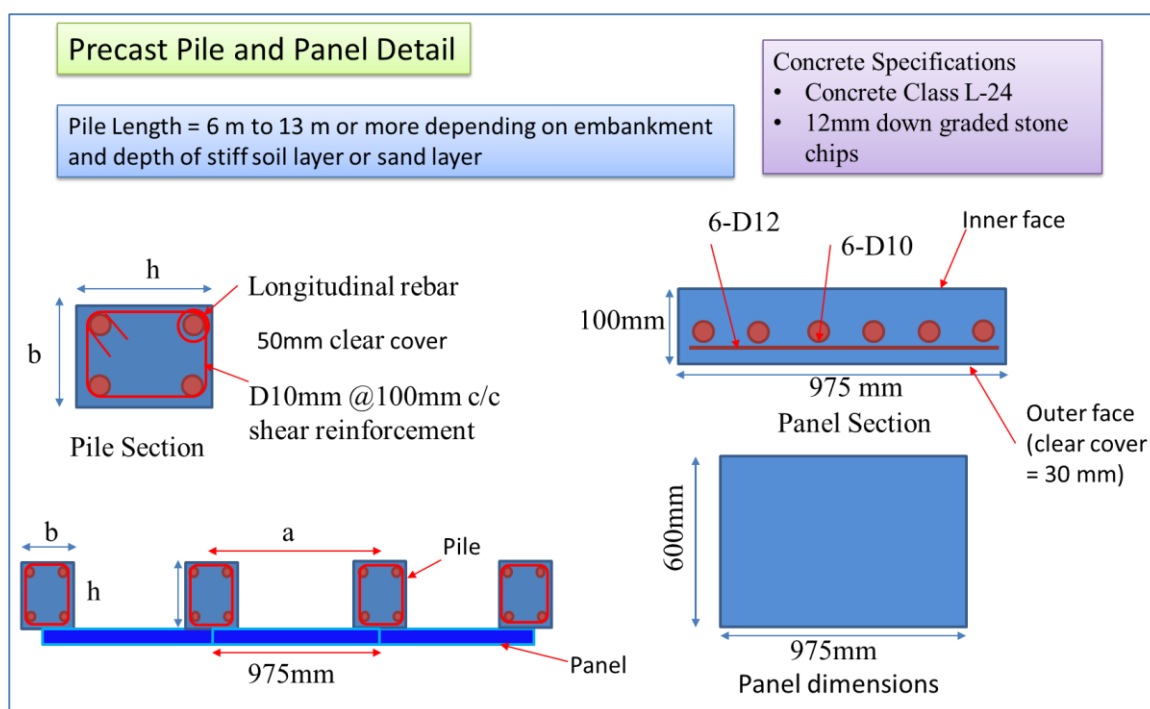 Precast Pile and Panel Detail
Concrete Specifications
• Concrete Class L-24
• 12mm down graded stone
chips
Pile Length = 6 m to 13 m or more depending on embankment
and depth of stiff soil layer or sand layer
h
b
Longitudinal rebar
50mm clear cover
D10mm @100mm c/c
shear reinforcement
Pile Section
6-D12
6-D10
Inner face
100mm
975 mm
Panel Section
Outer face
(clear cover
= 30 mm)
b
a
Pile
h
975mm
Panel
600mm
975mm
Panel dimensions